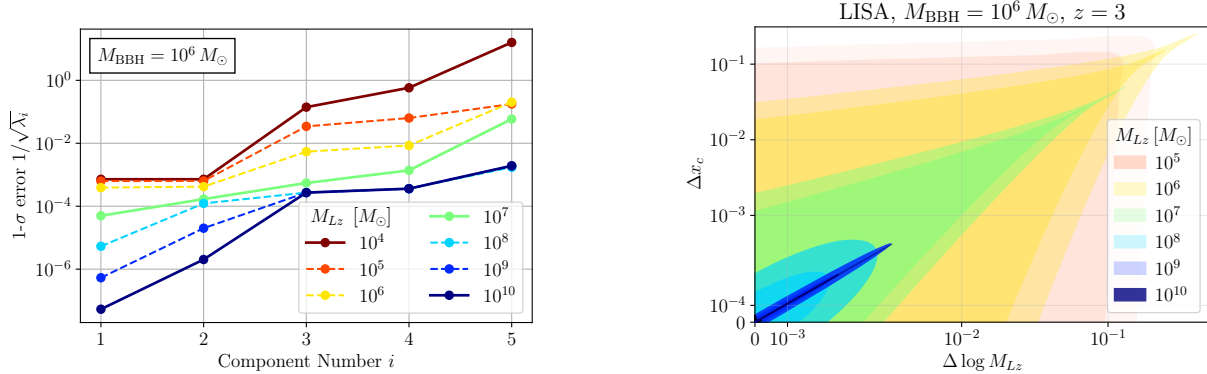 M_BBH = 10^6 M_⊙
10^0
10^-2
10^-4
10^-6
1-σ error 1/√λ_i
M_Lz [M_⊙]
10^4
10^5
10^6
10^7
10^8
10^9
10^10
1 2 3 4 5
Component Number i
LISA, M_BBH = 10^6 M_⊙, z = 3
10^-1
10^-2
10^-3
10^-4
0
Δx_c
M_Lz [M_⊙]
10^5
10^6
10^7
10^8
10^9
10^10
0 10^-3 10^-2 10^-1
Δ log M_Lz